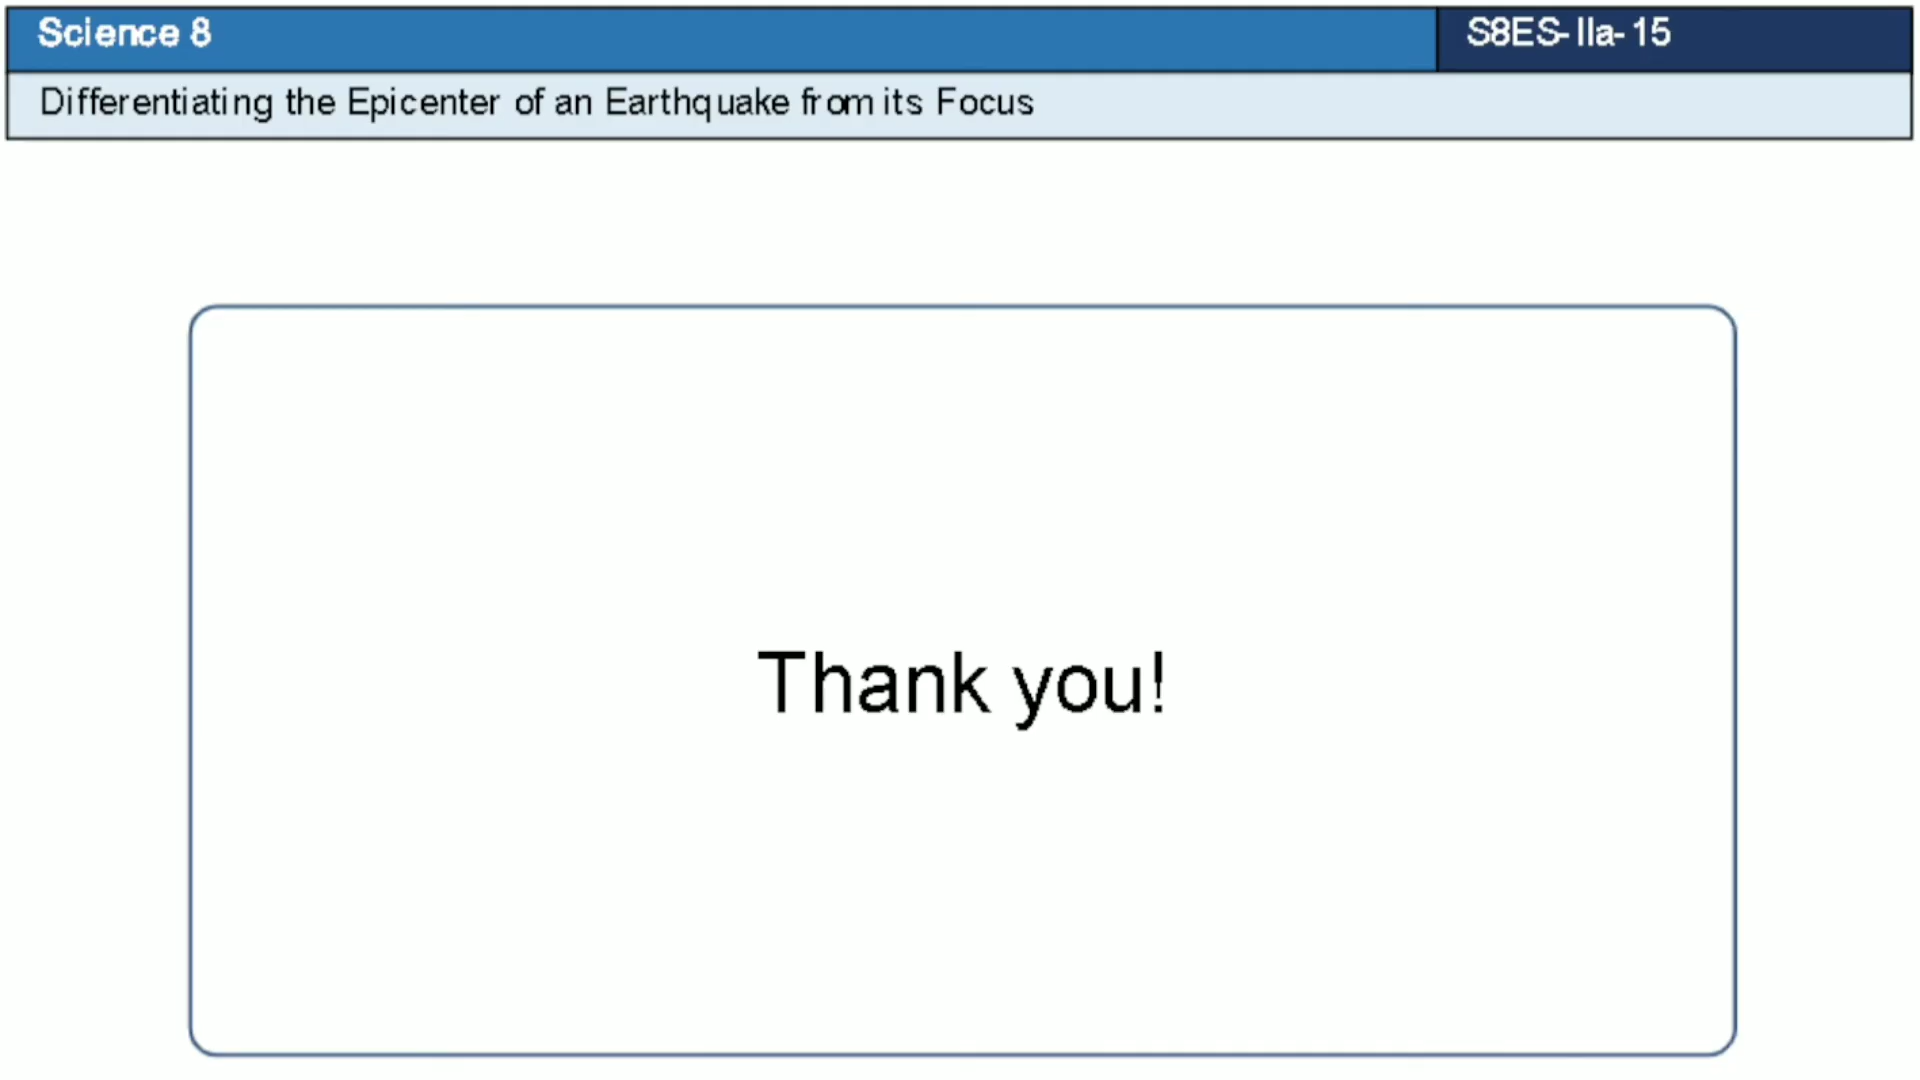 Science 8
S8ES-IIa-15
Differentiating the Epicenter of an Earthquake from its Focus
Thank you!